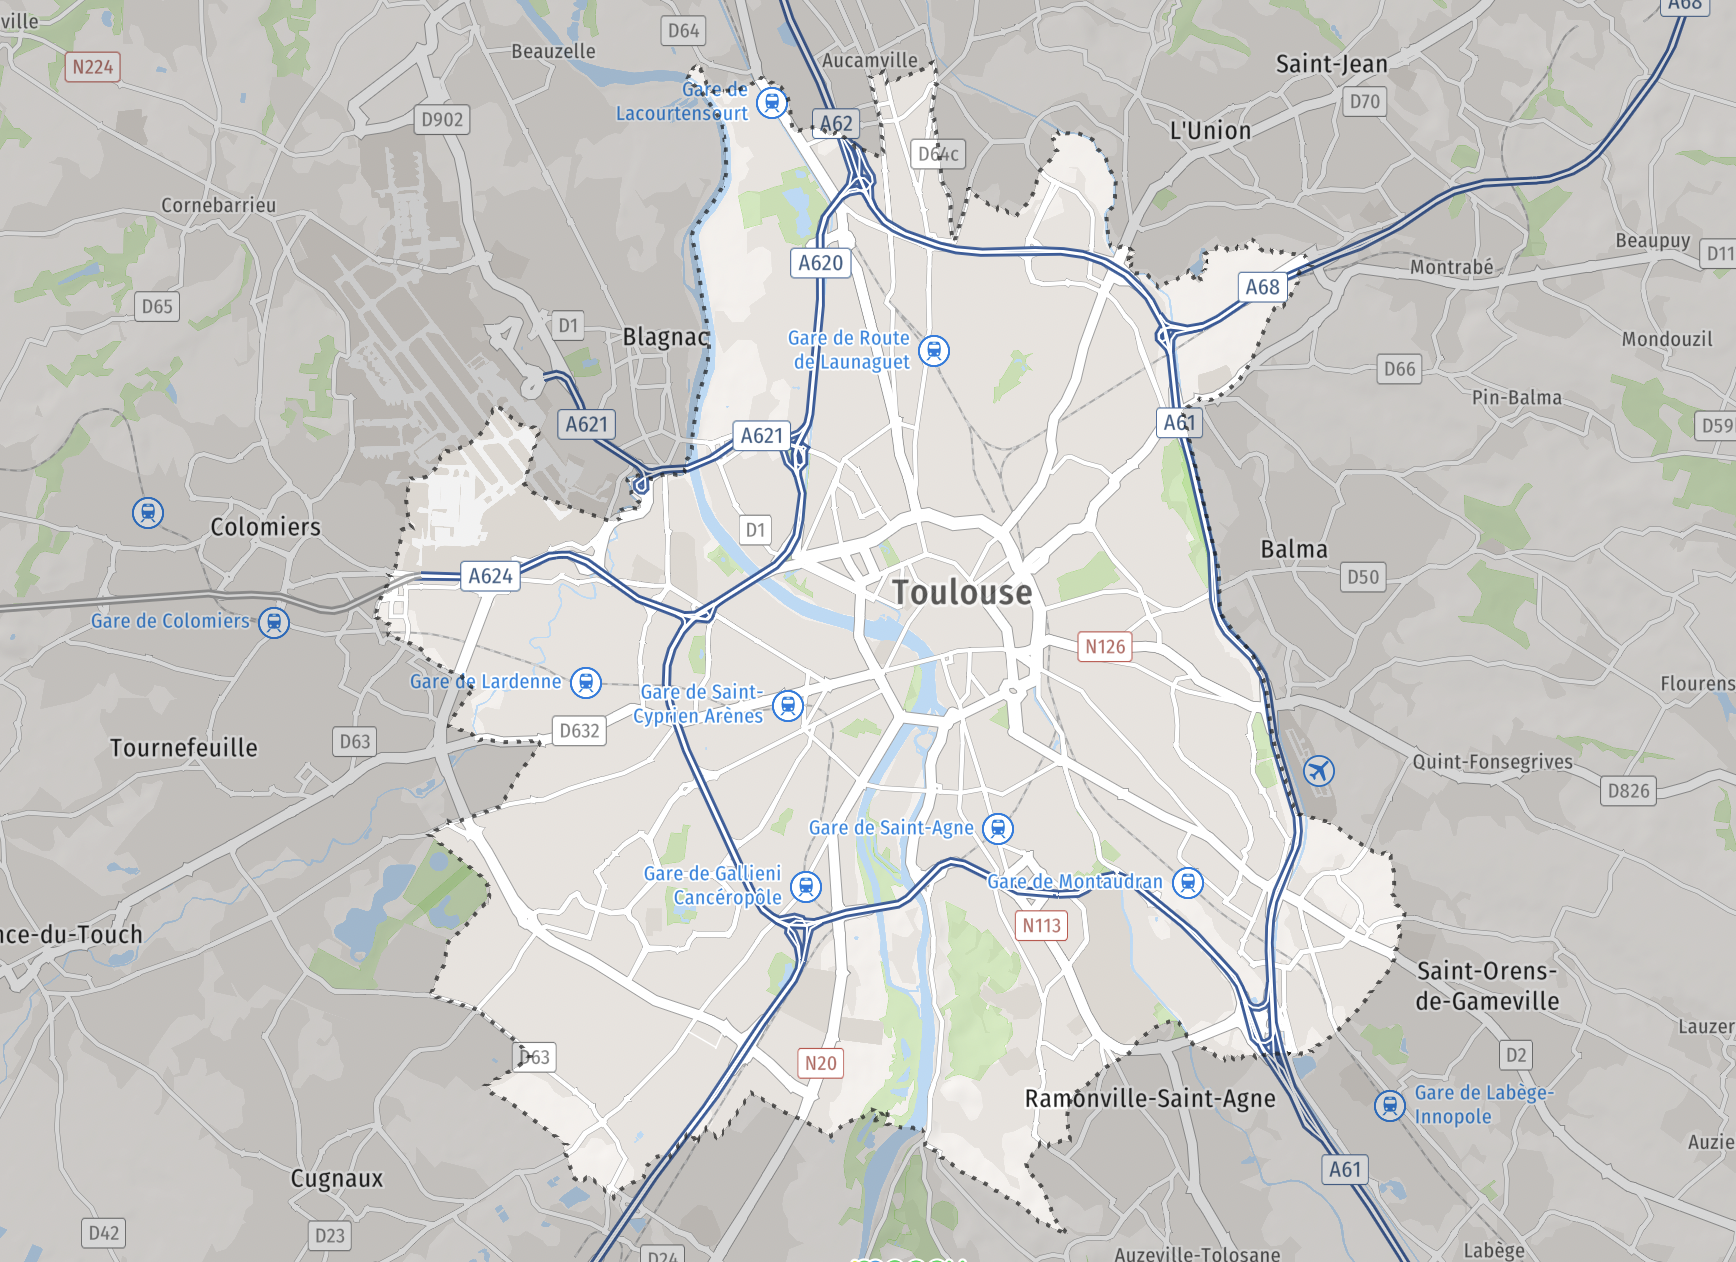 ville
D64
A68
Beauzelle
Aucamville
Saint-Jean
N224
Gare de
Lacourtensourt
D70
D902
A62
L'Union
D64c
Cornebarrieu
Beaupuy
D11
A620
Montrabé
A68
D65
D1
Blagnac
Gare de Route
de Launaguet
Mondouzil
D66
Pin-Balma
A621
A621
A61
D59
Colomiers
D1
Balma
A624
Toulouse
D50
Gare de Colomiers
N126
Gare de Lardenne
Gare de Saint-
Cyprien Arènes
Flourens
D632
Tournefeuille
D63
Quint-Fonsegrives
D826
Gare de Saint-Agne
Gare de Gallieni
Cancéropôle
Gare de Montaudran
nce-du-Touch
N113
Saint-Orens-
de-Gameville
Lauzer
D63
N20
D2
Ramonville-Saint-Agne
Gare de Labège-
Innopole
Auzie
Cugnaux
A61
D42
D23
D24
Auzeville-Tolosane
Labège